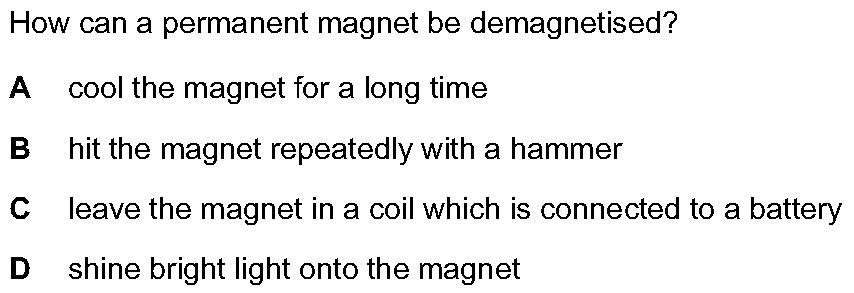 How can a permanent magnet be demagnetised?
A cool the magnet for a long time
B hit the magnet repeatedly with a hammer
C leave the magnet in a coil which is connected to a battery
D shine bright light onto the magnet